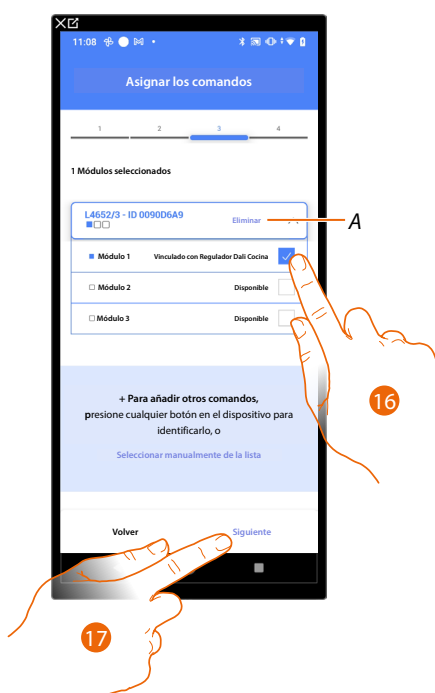 11:08
Asignar los comandos
1 2 3 4
1 Módulos seleccionados
L4652/3 - ID 0090D6A9 Eliminar
A
Módulo 1 Vinculado con Regulador Dali Cocina
Módulo 2 Disponible
Módulo 3 Disponible
16
+ Para añadir otros comandos,
presione cualquier botón en el dispositivo para
identificarlo, o
Seleccionar manualmente de la lista
Volver Siguiente
17